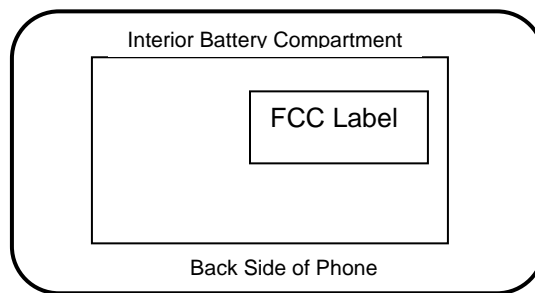 Interior Battery Compartment
FCC Label
Back Side of Phone